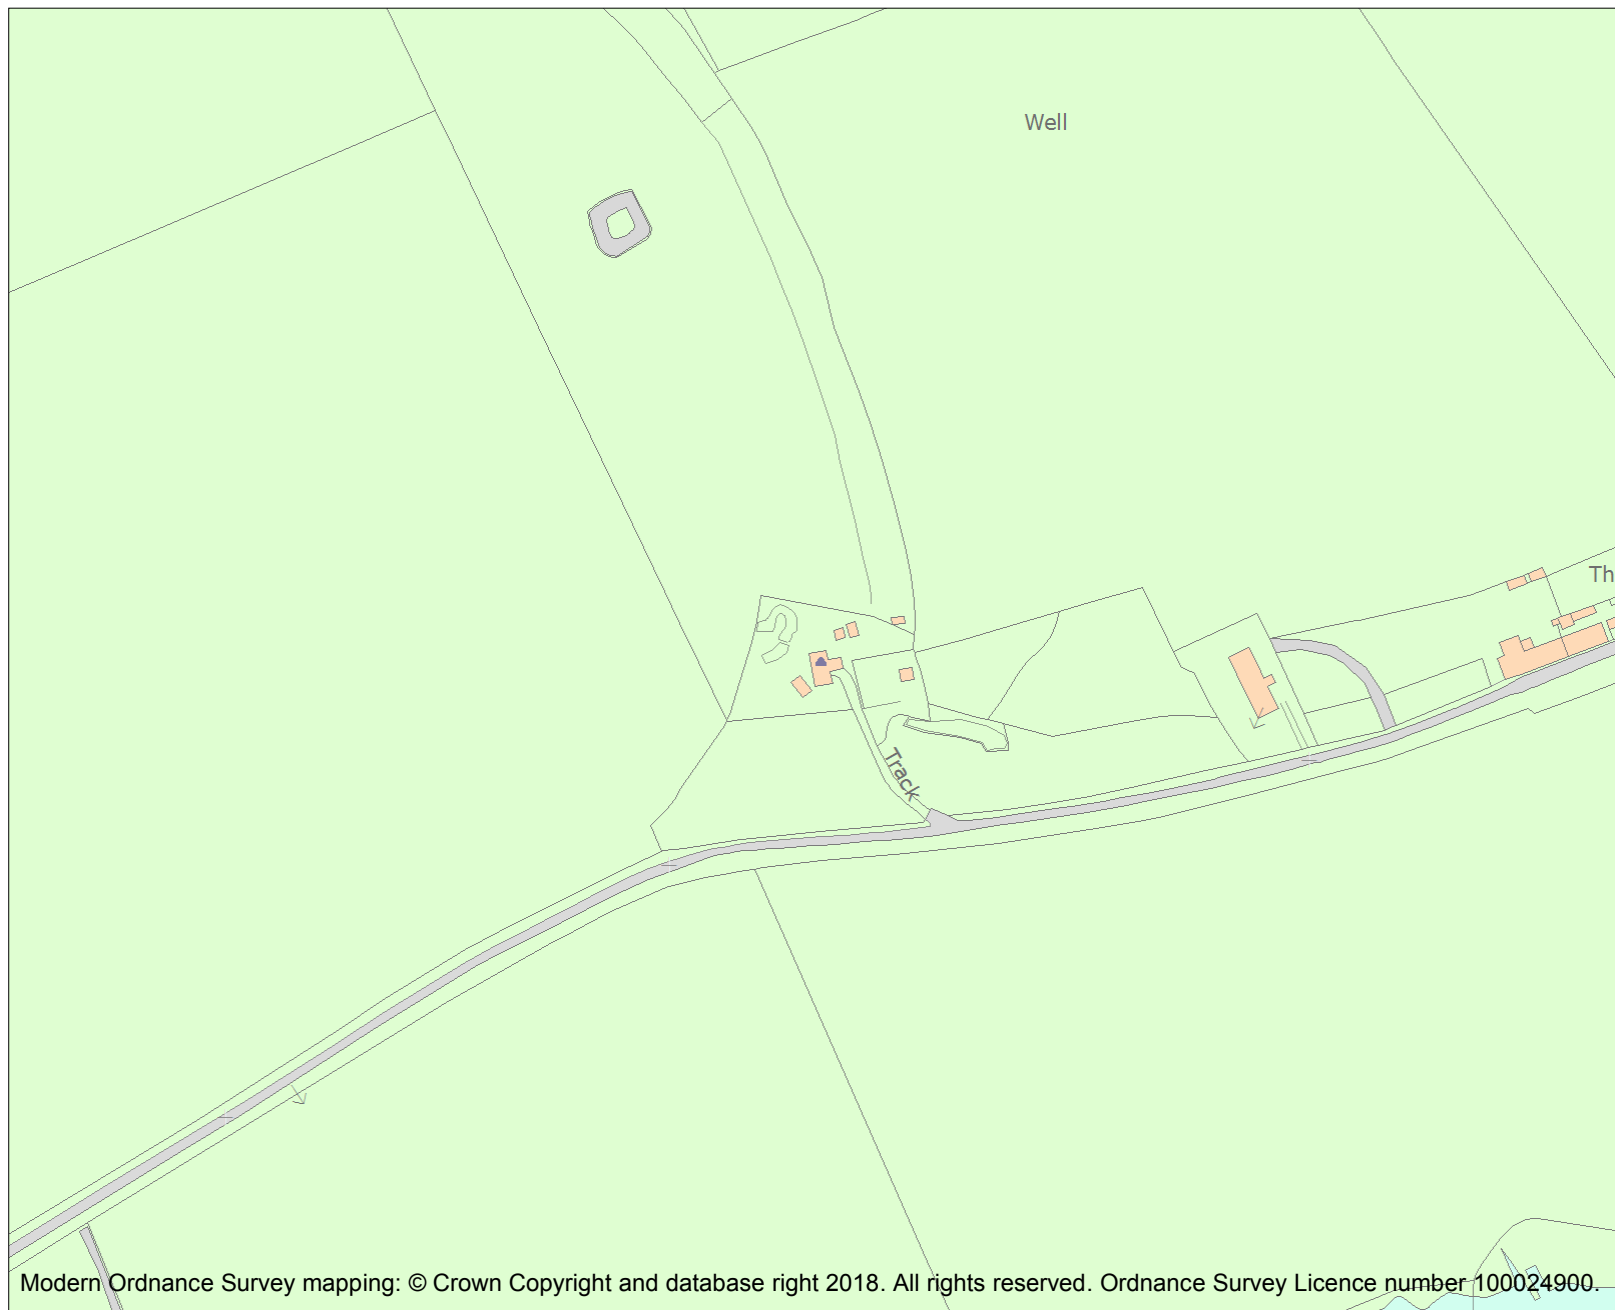 Well
Th
Track
Modern Ordnance Survey mapping: © Crown Copyright and database right 2018. All rights reserved. Ordnance Survey Licence number 100024900.